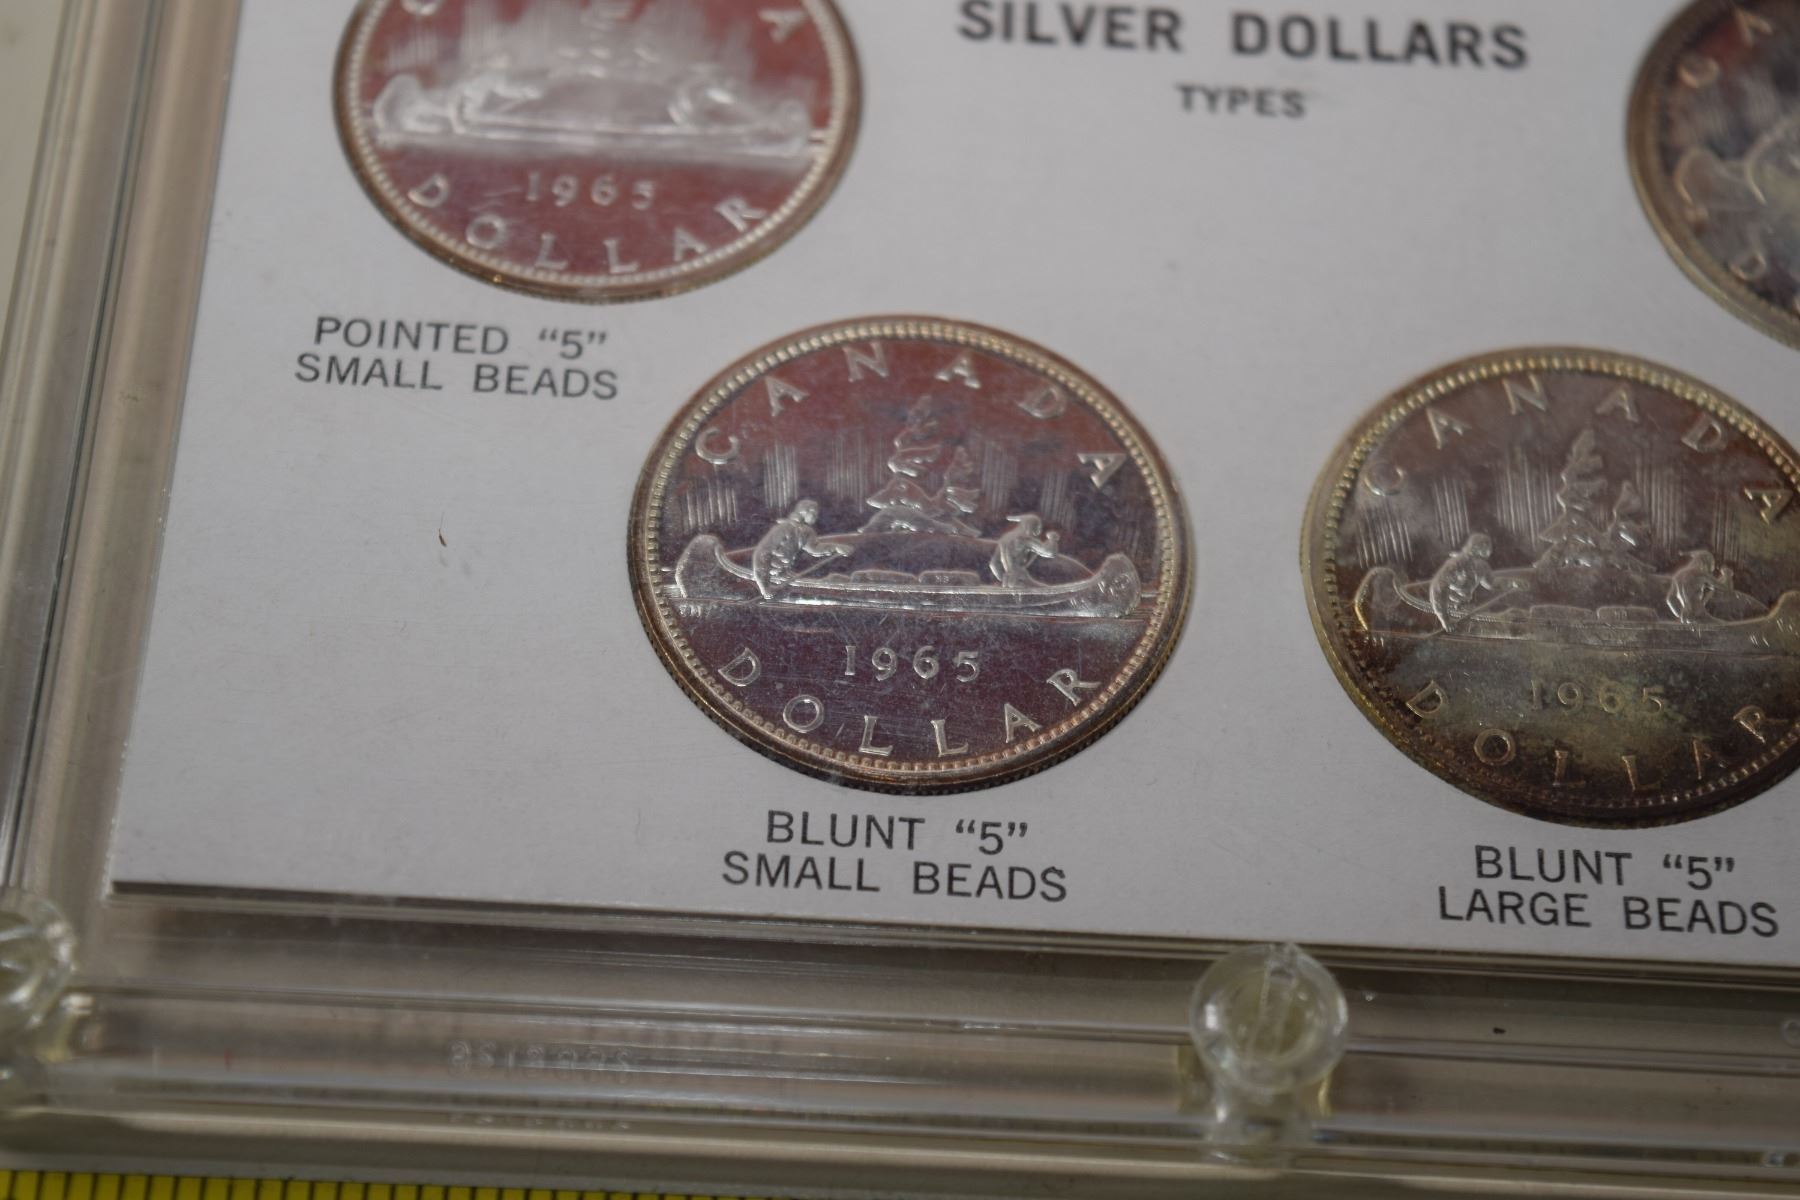 SILVER DOLLARS
TYPES
1965
DOLLAR
POINTED “5”
SMALL BEADS
CANADA
1965
DOLLAR
BLUNT “5”
SMALL BEADS
CANADA
1965
DOLLAR
BLUNT “5”
LARGE BEADS